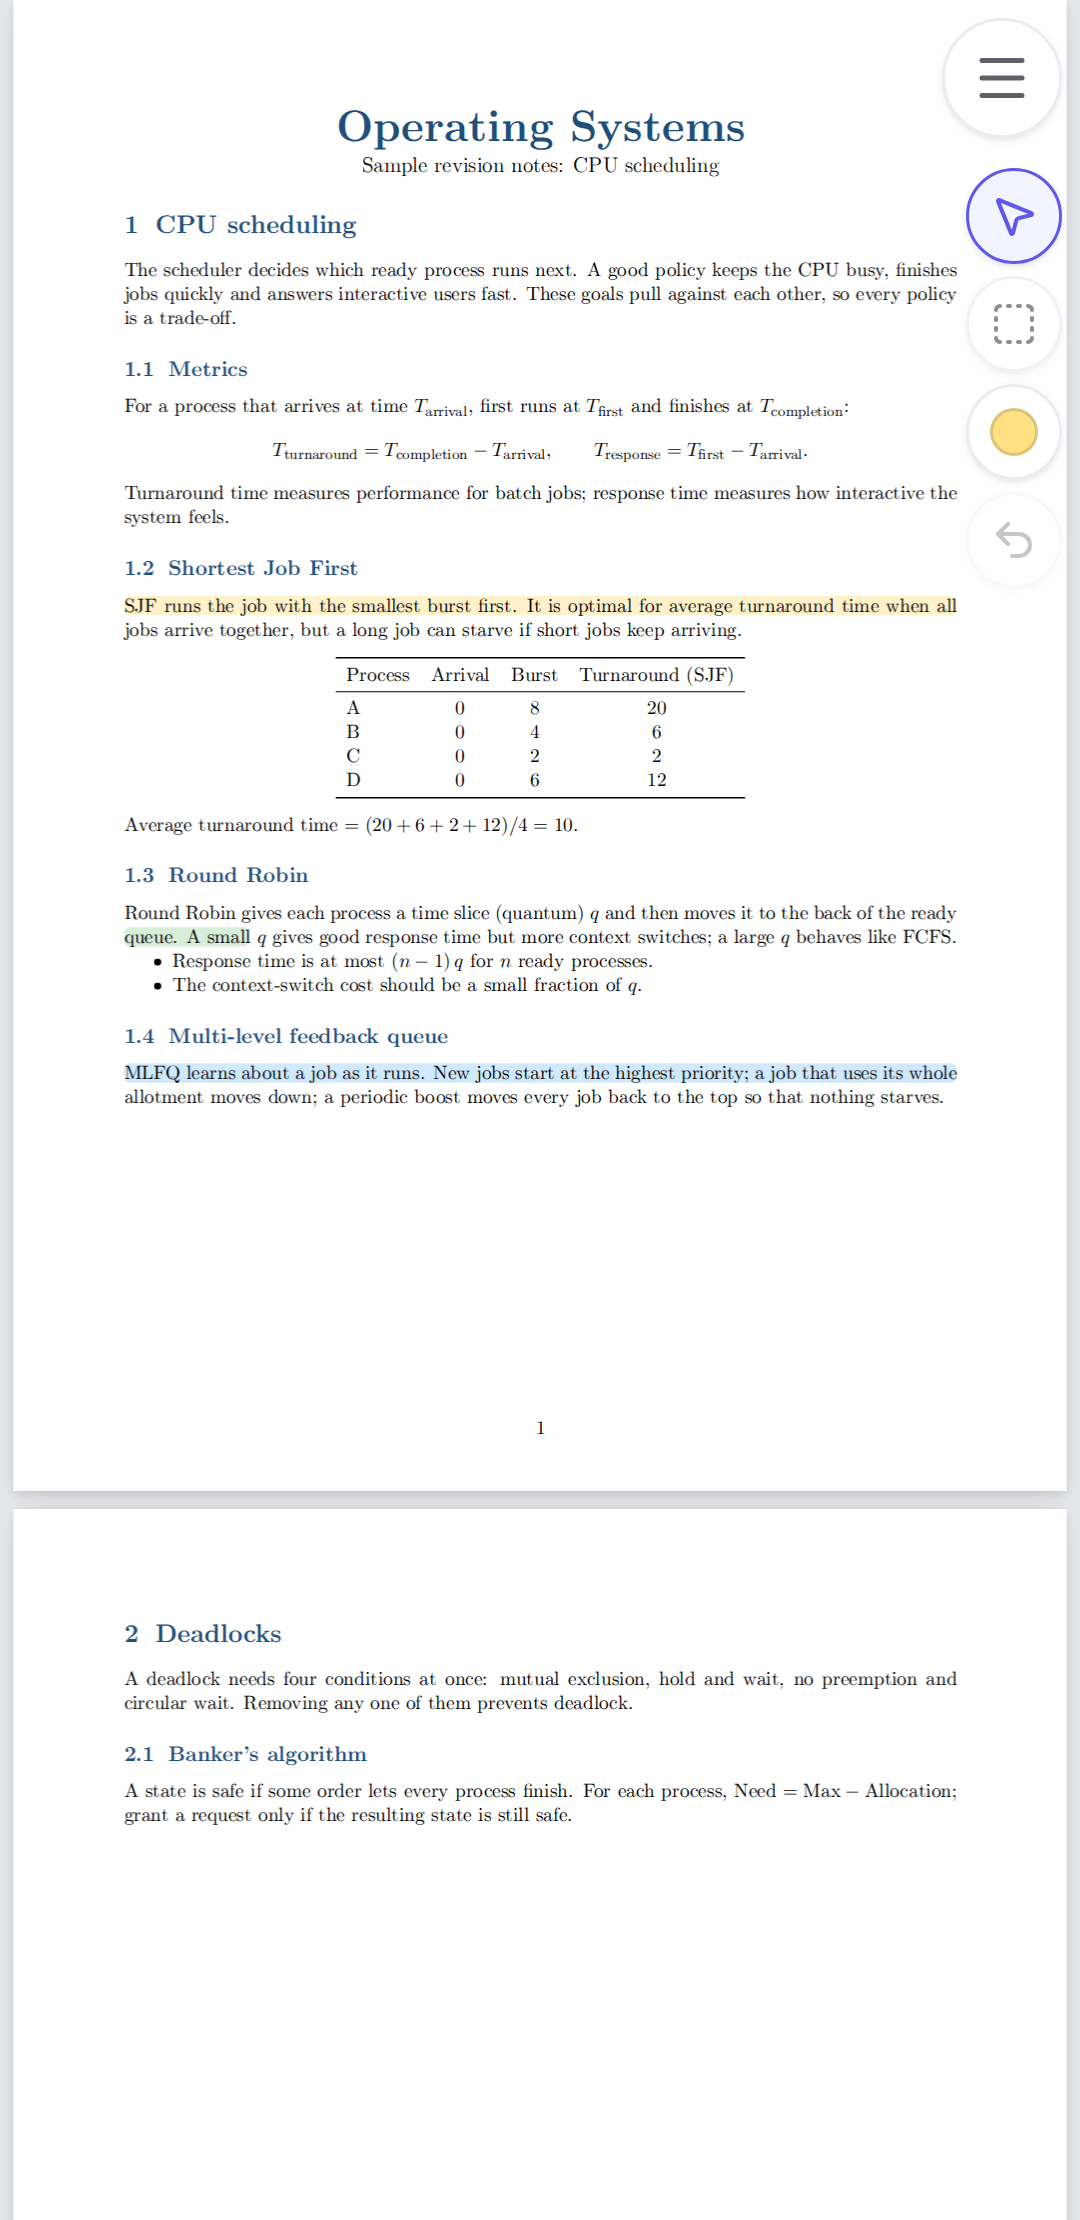 Operating Systems
Sample revision notes: CPU scheduling
1 CPU scheduling
The scheduler decides which ready process runs next. A good policy keeps the CPU busy, finishes
jobs quickly and answers interactive users fast. These goals pull against each other, so every policy
is a trade-off.
1.1 Metrics
For a process that arrives at time T_arrival, first runs at T_first and finishes at T_completion:
T_turnaround = T_completion − T_arrival, T_response = T_first − T_arrival.
Turnaround time measures performance for batch jobs; response time measures how interactive the
system feels.
1.2 Shortest Job First
SJF runs the job with the smallest burst first. It is optimal for average turnaround time when all
jobs arrive together, but a long job can starve if short jobs keep arriving.
Process Arrival Burst Turnaround (SJF)
A 0 8 20
B 0 4 6
C 0 2 2
D 0 6 12
Average turnaround time = (20 + 6 + 2 + 12)/4 = 10.
1.3 Round Robin
Round Robin gives each process a time slice (quantum) q and then moves it to the back of the ready
queue. A small q gives good response time but more context switches; a large q behaves like FCFS.
• Response time is at most (n − 1) q for n ready processes.
• The context-switch cost should be a small fraction of q.
1.4 Multi-level feedback queue
MLFQ learns about a job as it runs. New jobs start at the highest priority; a job that uses its whole
allotment moves down; a periodic boost moves every job back to the top so that nothing starves.
1
2 Deadlocks
A deadlock needs four conditions at once: mutual exclusion, hold and wait, no preemption and
circular wait. Removing any one of them prevents deadlock.
2.1 Banker's algorithm
A state is safe if some order lets every process finish. For each process, Need = Max − Allocation;
grant a request only if the resulting state is still safe.